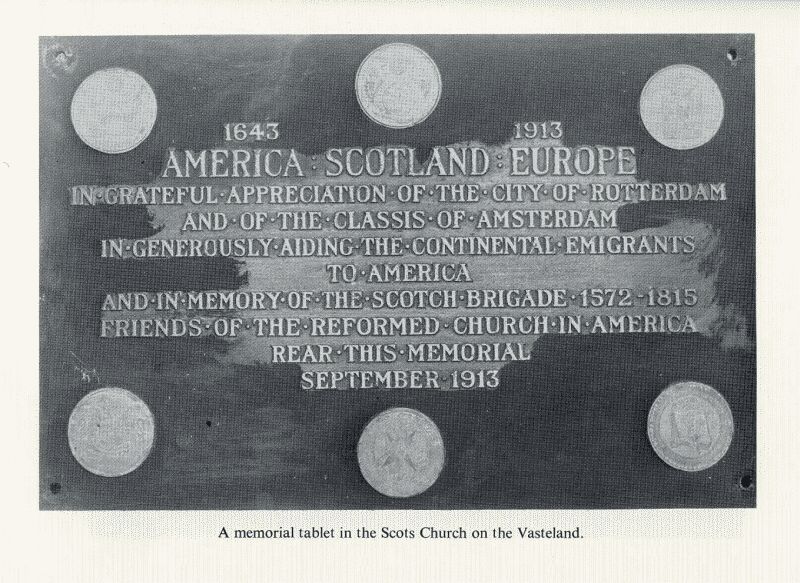 1643 1913
AMERICA : SCOTLAND : EUROPE
IN·GRATEFUL·APPRECIATION·OF·THE·CITY·OF·ROTTERDAM
AND·OF·THE·CLASSIS·OF·AMSTERDAM
IN·GENEROUSLY·AIDING·THE·CONTINENTAL·EMIGRANTS
TO·AMERICA
AND·IN·MEMORY·OF·THE·SCOTCH·BRIGADE·1572-1815
FRIENDS·OF·THE·REFORMED·CHURCH·IN·AMERICA
REAR·THIS·MEMORIAL
SEPTEMBER·1913
A memorial tablet in the Scots Church on the Vasteland.